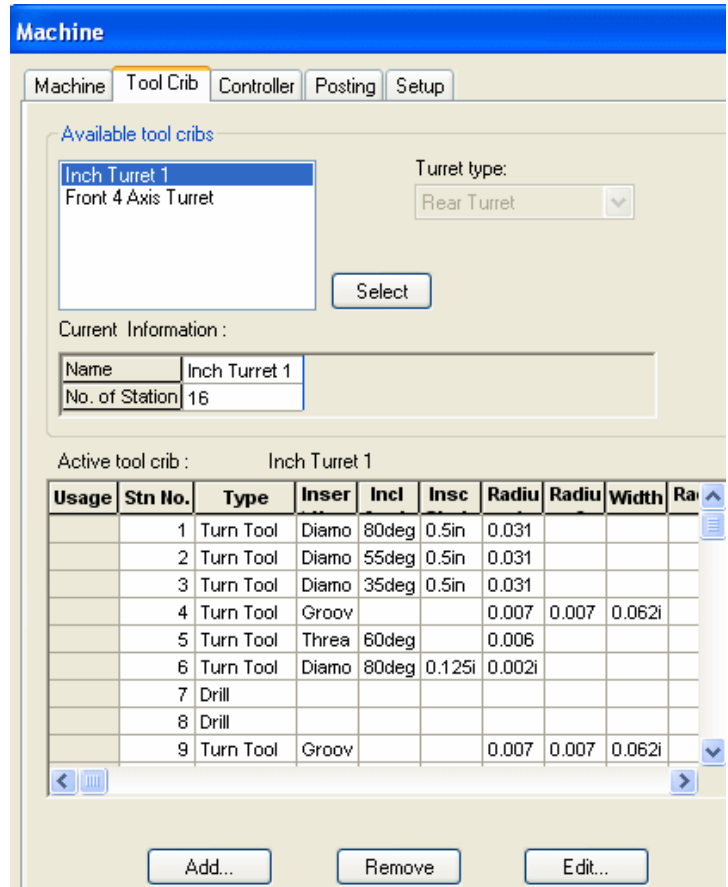 Machine
Machine Tool Crib Controller Posting Setup
Available tool cribs
Inch Turret 1
Front 4 Axis Turret
Turret type:
Rear Turret
Select
Current Information :
Name Inch Turret 1
No. of Station 16
Active tool crib : Inch Turret 1
Usage Stn No. Type Inser Incl Insc Radiu Radiu Width Ra
1 Turn Tool Diamo 80deg 0.5in 0.031
2 Turn Tool Diamo 55deg 0.5in 0.031
3 Turn Tool Diamo 35deg 0.5in 0.031
4 Turn Tool Groov 0.007 0.007 0.062i
5 Turn Tool Threa 60deg 0.006
6 Turn Tool Diamo 80deg 0.125i 0.002i
7 Drill
8 Drill
9 Turn Tool Groov 0.007 0.007 0.062i
Add... Remove Edit...